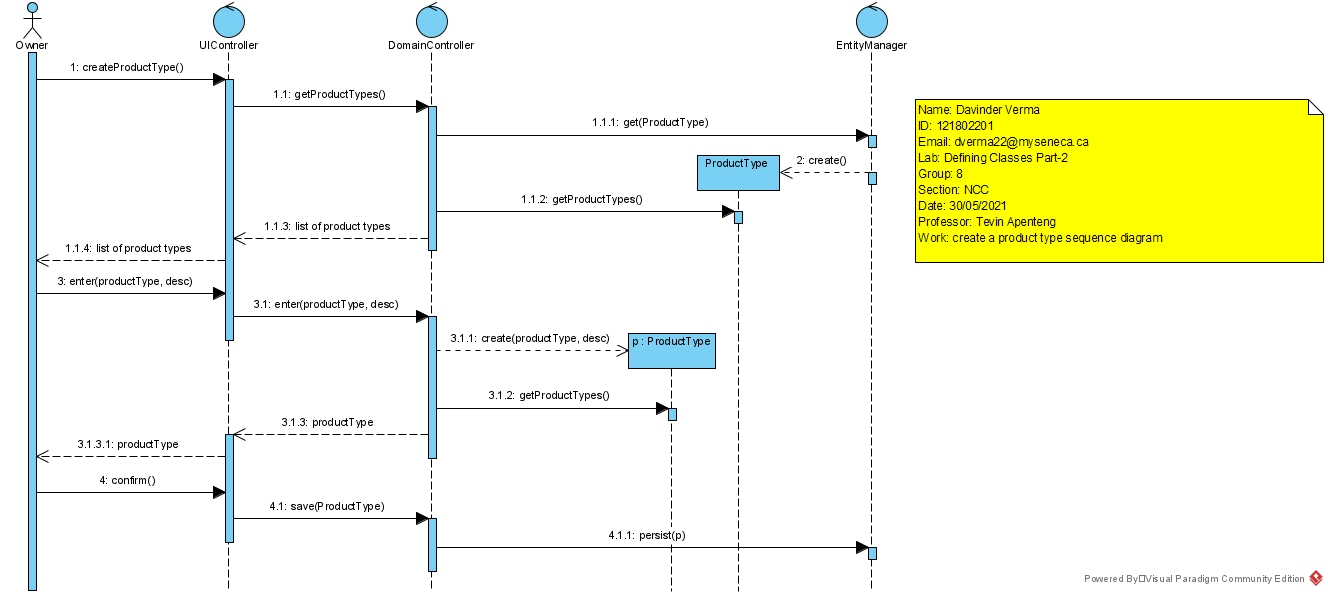 Owner
UIController
DomainController
EntityManager
1: createProductType()
1.1: getProductTypes()
1.1.1: get(ProductType)
ProductType
2: create()
1.1.2: getProductTypes()
1.1.3: list of product types
1.1.4: list of product types
3: enter(productType, desc)
3.1: enter(productType, desc)
3.1.1: create(productType, desc)
p : ProductType
3.1.2: getProductTypes()
3.1.3: productType
3.1.3.1: productType
4: confirm()
4.1: save(ProductType)
4.1.1: persist(p)
Name: Davinder Verma
ID: 121802201
Email: dverma22@myseneca.ca
Lab: Defining Classes Part-2
Group: 8
Section: NCC
Date: 30/05/2021
Professor: Tevin Apenteng
Work: create a product type sequence diagram
Powered By□Visual Paradigm Community Edition